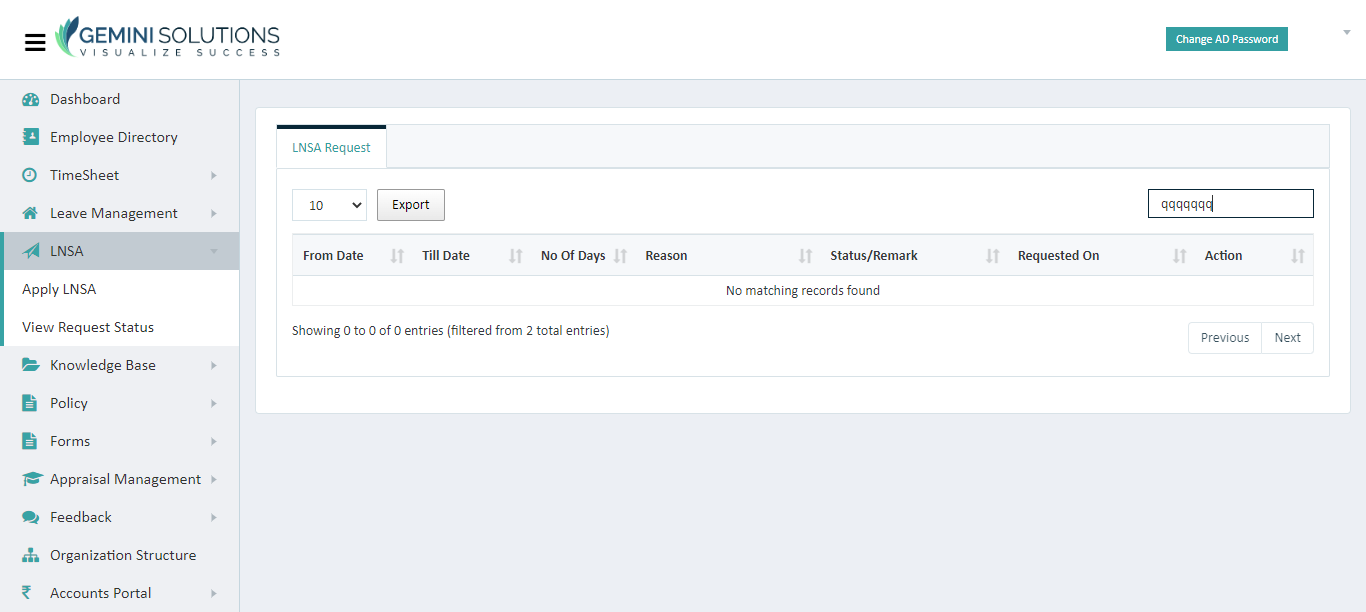 GEMINI SOLUTIONS
VISUALIZE SUCCESS
Change AD Password
Dashboard
Employee Directory
TimeSheet
Leave Management
LNSA
Apply LNSA
View Request Status
Knowledge Base
Policy
Forms
Appraisal Management
Feedback
Organization Structure
₹ Accounts Portal
LNSA Request
10 Export qqqqqqq
From Date Till Date No Of Days Reason Status/Remark Requested On Action
No matching records found
Showing 0 to 0 of 0 entries (filtered from 2 total entries)
Previous Next